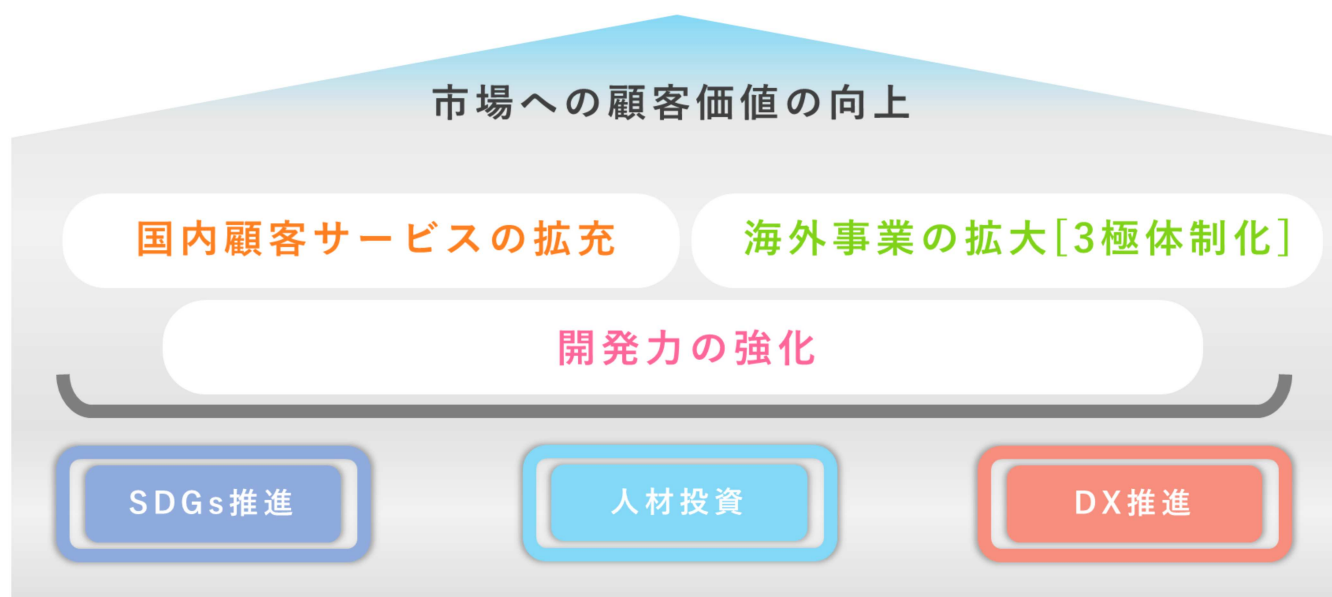 市場への顧客価値の向上
国内顧客サービスの拡充
海外事業の拡大[3極体制化]
開発力の強化
SDGs推進
人材投資
DX推進